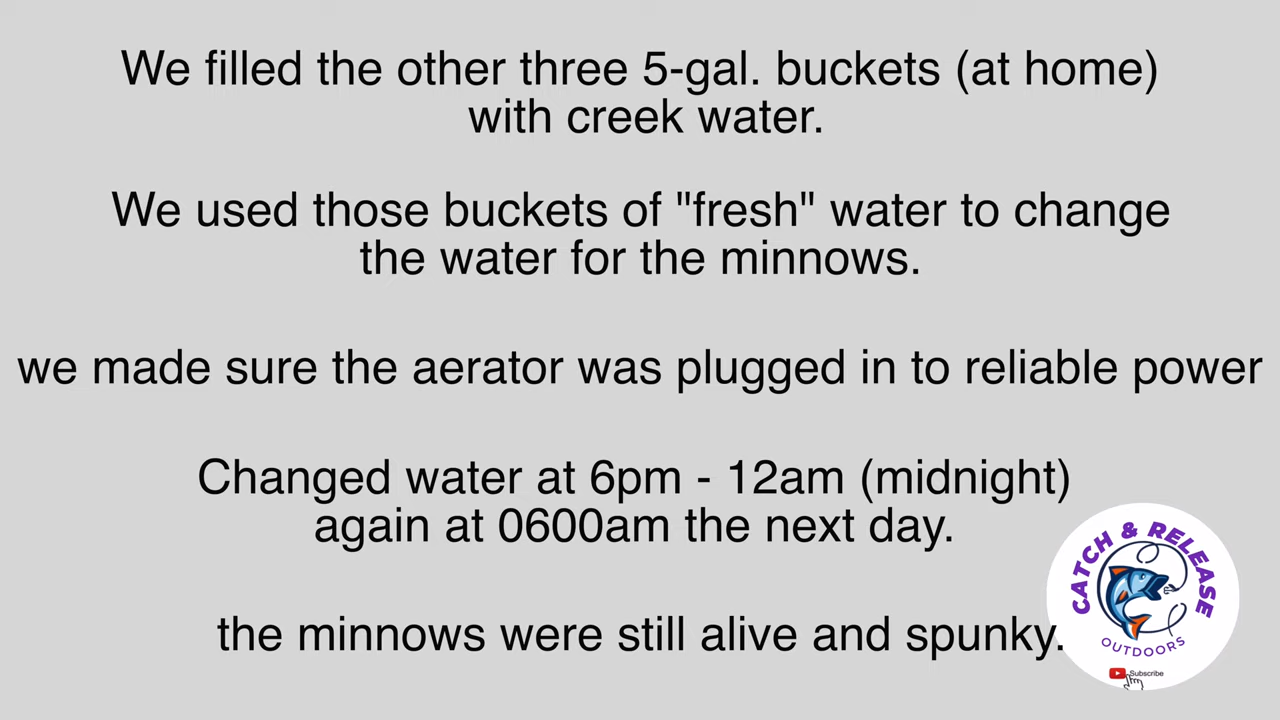 We filled the other three 5-gal. buckets (at home)
with creek water.
We used those buckets of "fresh" water to change
the water for the minnows.
we made sure the aerator was plugged in to reliable power
Changed water at 6pm - 12am (midnight)
again at 0600am the next day.
the minnows were still alive and spunky.
CATCH & RELEASE
OUTDOORS
Subscribe